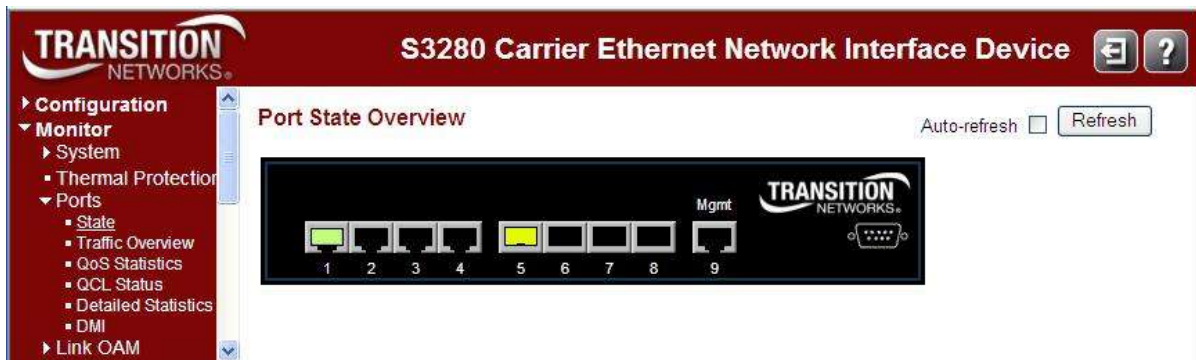 TRANSITION
NETWORKS®
S3280 Carrier Ethernet Network Interface Device
?
Configuration
Monitor
System
Thermal Protection
Ports
State
Traffic Overview
QoS Statistics
QCL Status
Detailed Statistics
DMI
Link OAM
Port State Overview
Auto-refresh
Refresh
TRANSITION
NETWORKS®
Mgmt
1 2 3 4 5 6 7 8 9